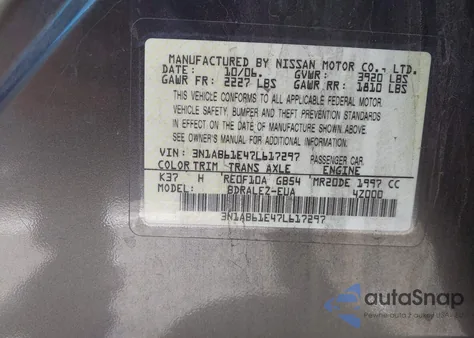 MANUFACTURED BY NISSAN MOTOR CO., LTD.
DATE: 10/06. GVWR: 3920 LBS
GAWR FR: 2227 LBS GAWR RR: 1810 LBS
THIS VEHICLE CONFORMS TO ALL APPLICABLE FEDERAL MOTOR
VEHICLE SAFETY, BUMPER AND THEFT PREVENTION STANDARDS
IN EFFECT ON THE DATE OF MANUFACTURE SHOWN ABOVE.
SEE OWNER'S MANUAL FOR ADDITIONAL INFORMATION.
VIN: 3N1AB61E47L617297 PASSENGER CAR
COLOR TRIM TRANS AXLE ENGINE
K37 H RE0F10A GB54 MR20DE 1997 CC
MODEL: BDRALEZ-EUA 4Z000
3N1AB61E47L617297
autaSnap